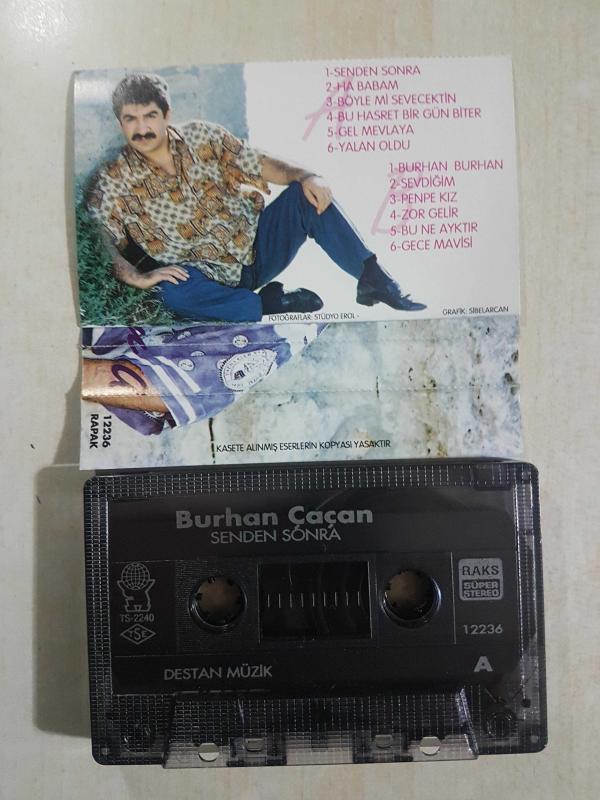 1-SENDEN SONRA
2-HA BABAM
3-BÖYLE Mİ SEVECEKTİN
4-BU HASRET BİR GÜN BİTER
5-GEL MEVLAYA
6-YALAN OLDU
1-BURHAN BURHAN
2-SEVDİĞİM
3-PENPE KIZ
4-ZOR GELİR
5-BU NE AYKTIR
6-GECE MAVİSİ
FOTOĞRAFLAR: STÜDYO EROL -
GRAFİK: SİBELARCAN
12236
RAPAK
KASETE ALINMIŞ ESERLERİN KOPYASI YASAKTIR
Burhan Çaçan
SENDEN SONRA
TS-2240
TSE
RAKS
SÜPER
STEREO
12236
DESTAN MÜZİK
A